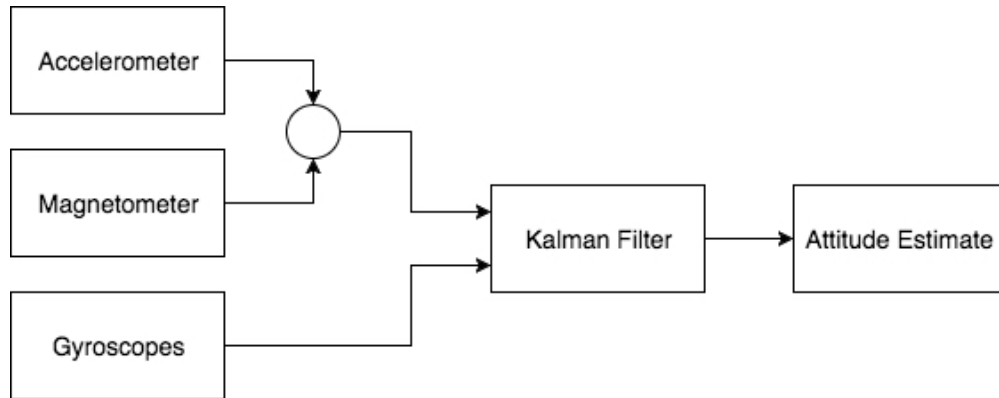 Accelerometer
Magnetometer
Kalman Filter
Attitude Estimate
Gyroscopes